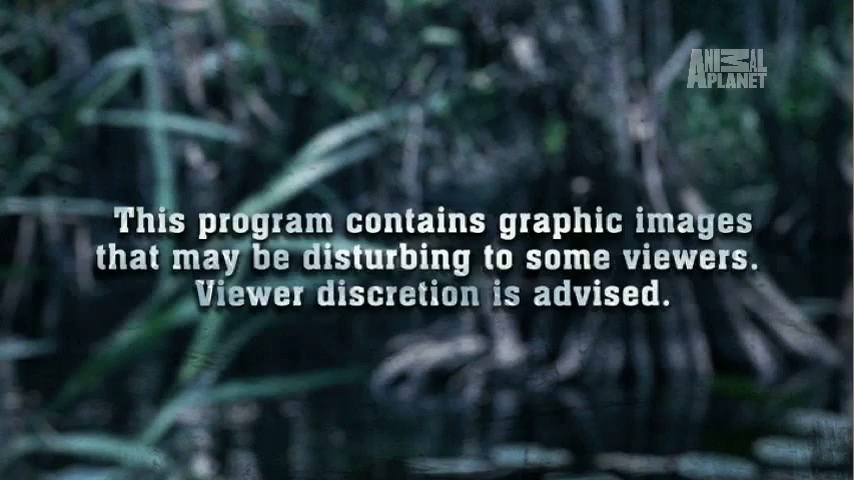 ANIMAL
PLANET
This program contains graphic images
that may be disturbing to some viewers.
Viewer discretion is advised.